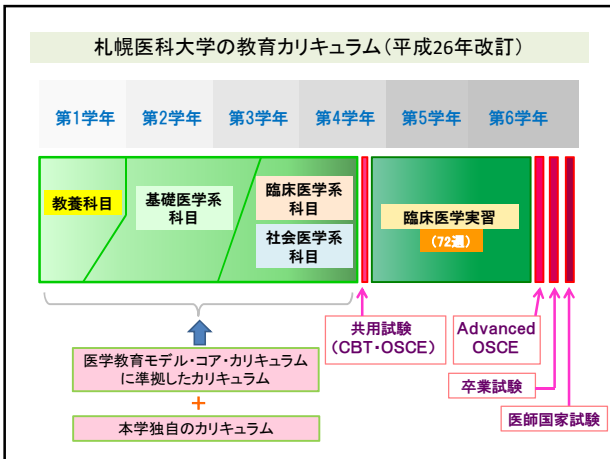 札幌医科大学の教育カリキュラム(平成26年改訂)
第1学年
第2学年
第3学年
第4学年
第5学年
第6学年
教養科目
基礎医学系
科目
臨床医学系
科目
社会医学系
科目
臨床医学実習
(72週)
共用試験
(CBT・OSCE)
Advanced
OSCE
卒業試験
医師国家試験
医学教育モデル・コア・カリキュラム
に準拠したカリキュラム
+
本学独自のカリキュラム